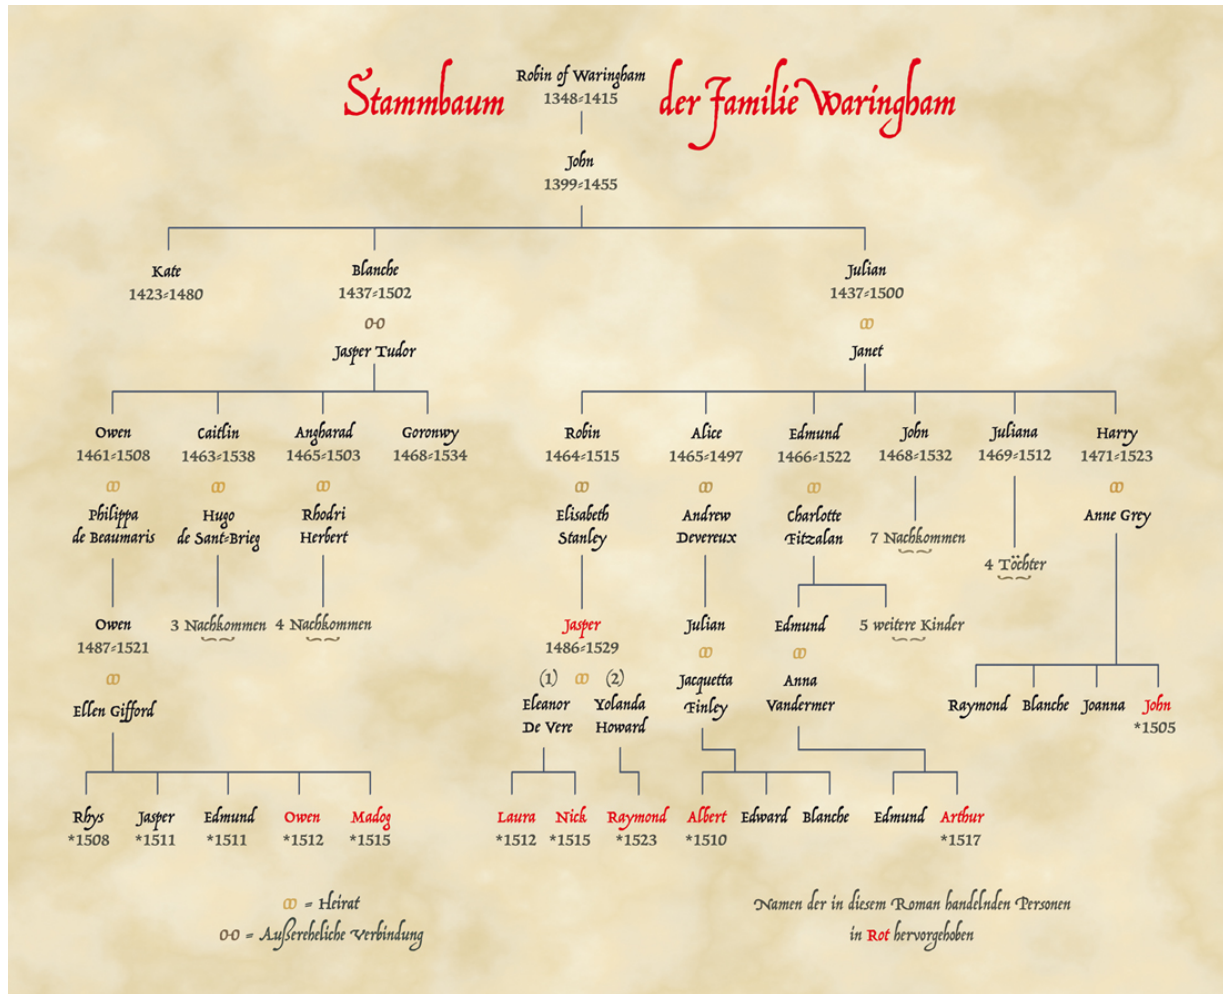 Stammbaum der Familie Waringham
Robin of Waringham
1348-1415
John
1399-1455
Kate
1423-1480
Blanche
1437-1502
0-0
Jasper Tudor
Julian
1437-1500
∞
Janet
Owen
1461-1508
∞
Philippa
de Beaumaris
Caitlin
1463-1538
∞
Hugo
de Sant-Brieg
Angharad
1465-1503
∞
Rhodri
Herbert
Goronwy
1468-1534
Robin
1464-1515
∞
Elisabeth
Stanley
Alice
1465-1497
∞
Andrew
Devereux
Edmund
1466-1522
∞
Charlotte
Fitzalan
John
1468-1532
7 Nachkommen
Juliana
1469-1512
4 Töchter
Harry
1471-1523
∞
Anne Grey
Owen
1487-1521
∞
Ellen Gifford
3 Nachkommen
4 Nachkommen
Jasper
1486-1529
(1) ∞ (2)
Eleanor
De Vere
Yolanda
Howard
Julian
∞
Jacquetta
Finley
Edmund
∞
Anna
Vandermer
5 weitere Kinder
Raymond
Blanche
Joanna
John
*1505
Rhys
*1508
Jasper
*1511
Edmund
*1511
Owen
*1512
Madog
*1515
Laura
*1512
Nick
*1515
Raymond
*1523
Albert
*1510
Edward
Blanche
Edmund
Arthur
*1517
∞ = Heirat
0-0 = Außereheliche Verbindung
Namen der in diesem Roman handelnden Personen
in Rot hervorgehoben